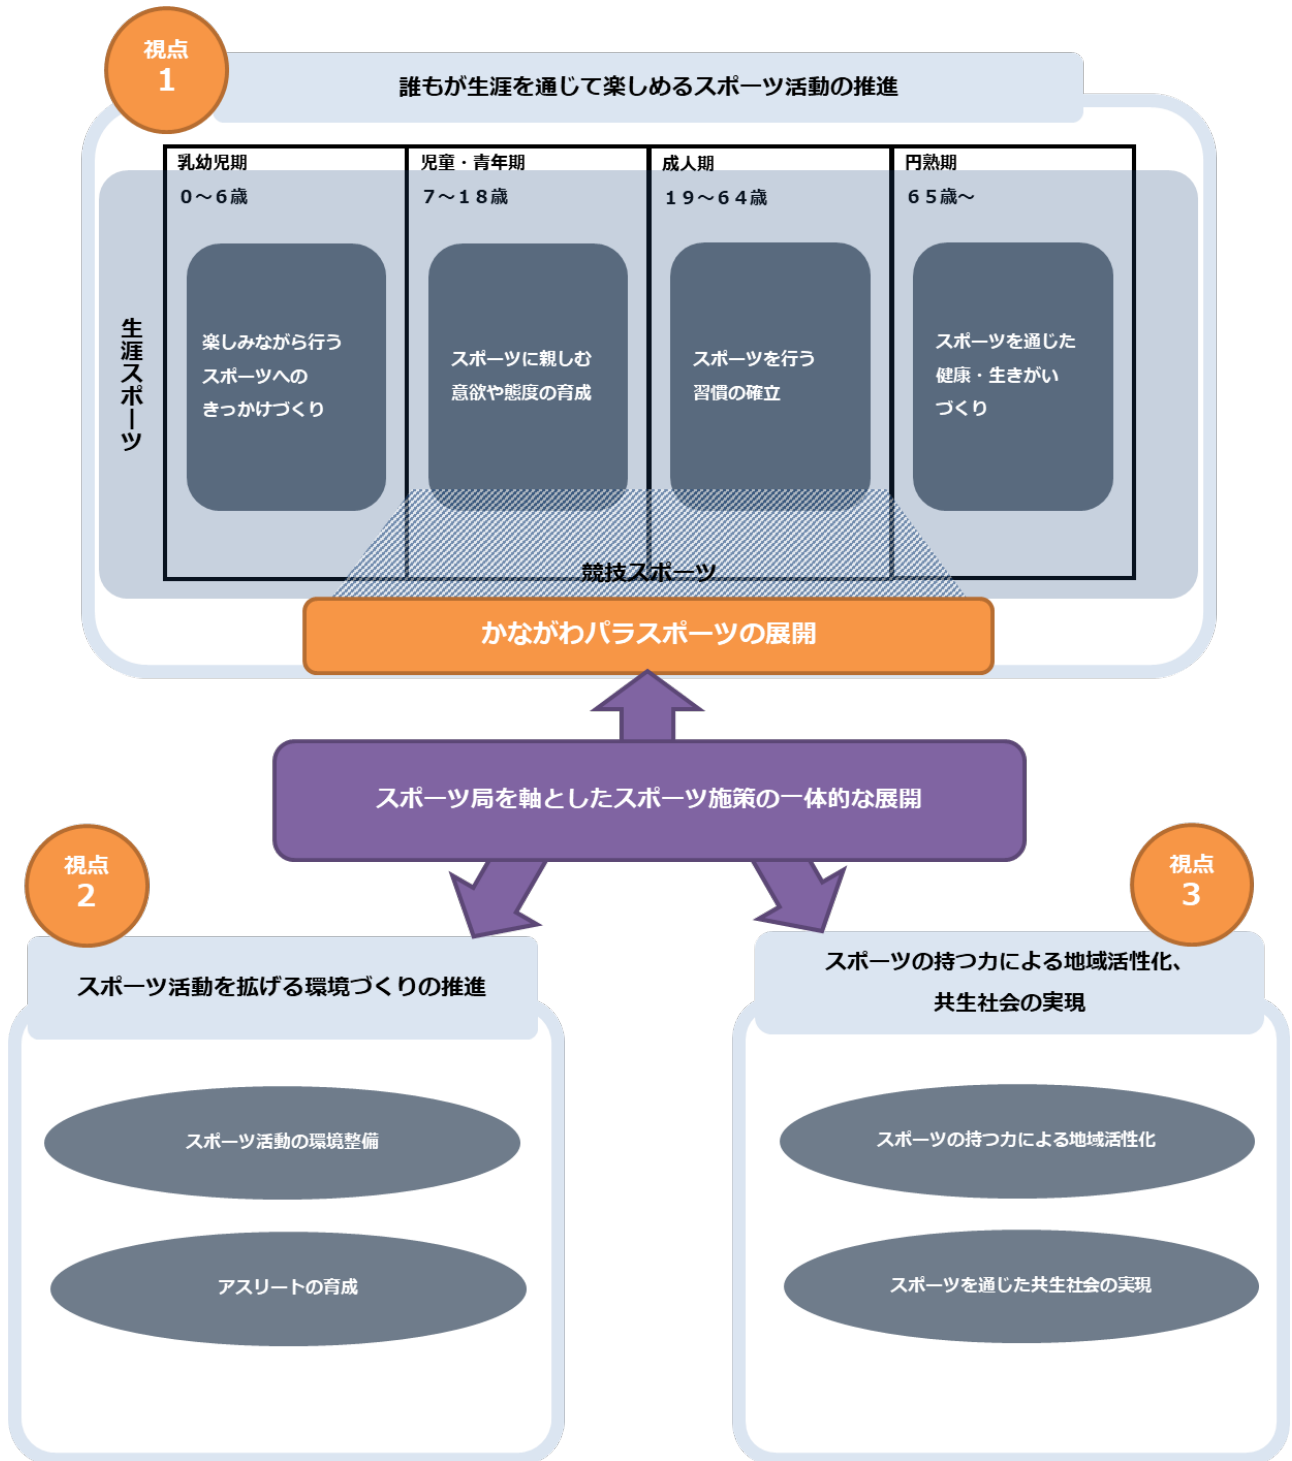 視点
1
誰もが生涯を通じて楽しめるスポーツ活動の推進
乳幼児期
０～６歳
児童・青年期
７～１８歳
成人期
１９～６４歳
円熟期
６５歳～
生涯スポーツ
楽しみながら行う
スポーツへの
きっかけづくり
スポーツに親しむ
意欲や態度の育成
スポーツを行う
習慣の確立
スポーツを通じた
健康・生きがい
づくり
競技スポーツ
かながわパラスポーツの展開
スポーツ局を軸としたスポーツ施策の一体的な展開
視点
2
スポーツ活動を拡げる環境づくりの推進
スポーツ活動の環境整備
アスリートの育成
視点
3
スポーツの持つ力による地域活性化、
共生社会の実現
スポーツの持つ力による地域活性化
スポーツを通じた共生社会の実現